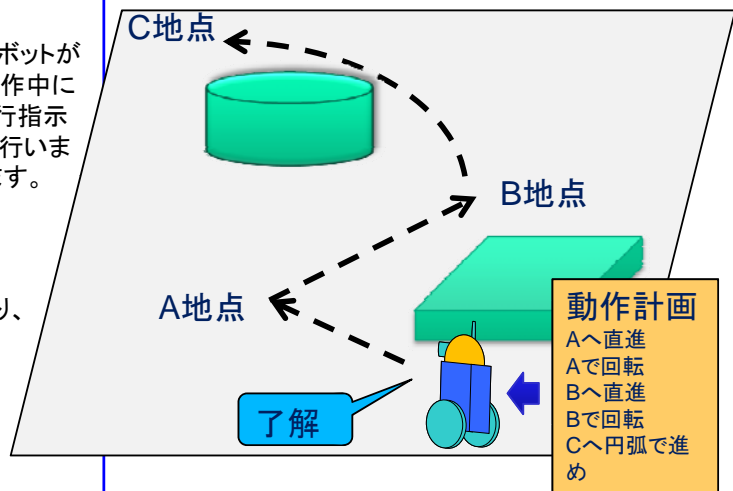 ボットが
作中に
行指示
行いま
す。
り、
C地点
B地点
A地点
了解
動作計画
Aへ直進
Aで回転
Bへ直進
Bで回転
Cへ円弧で進
め